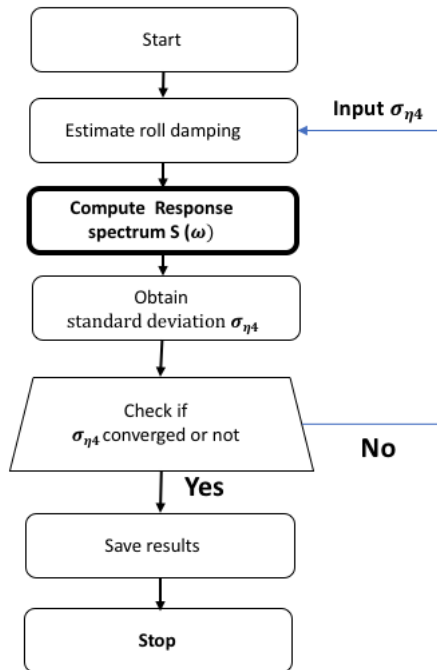 Start
Input σ_η4
Estimate roll damping
Compute Response
spectrum S (ω)
Obtain
standard deviation σ_η4
Check if
σ_η4 converged or not
No
Yes
Save results
Stop